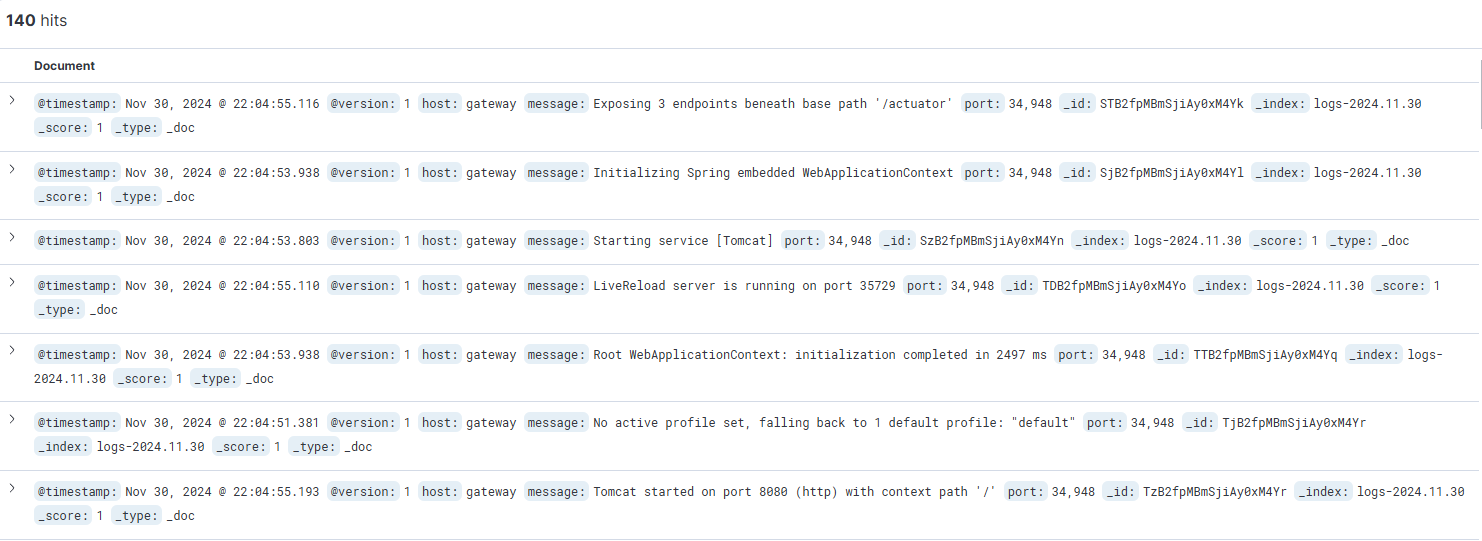 140 hits
Document
@timestamp: Nov 30, 2024 @ 22:04:55.116 @version: 1 host: gateway message: Exposing 3 endpoints beneath base path '/actuator' port: 34,948 _id: STB2fpMBmSjiAy0xM4Yk _index: logs-2024.11.30
_score: 1 _type: _doc
@timestamp: Nov 30, 2024 @ 22:04:53.938 @version: 1 host: gateway message: Initializing Spring embedded WebApplicationContext port: 34,948 _id: SjB2fpMBmSjiAy0xM4Yl _index: logs-2024.11.30
_score: 1 _type: _doc
@timestamp: Nov 30, 2024 @ 22:04:53.803 @version: 1 host: gateway message: Starting service [Tomcat] port: 34,948 _id: SzB2fpMBmSjiAy0xM4Yn _index: logs-2024.11.30 _score: 1 _type: _doc
@timestamp: Nov 30, 2024 @ 22:04:55.110 @version: 1 host: gateway message: LiveReload server is running on port 35729 port: 34,948 _id: TDB2fpMBmSjiAy0xM4Yo _index: logs-2024.11.30 _score: 1
_type: _doc
@timestamp: Nov 30, 2024 @ 22:04:53.938 @version: 1 host: gateway message: Root WebApplicationContext: initialization completed in 2497 ms port: 34,948 _id: TTB2fpMBmSjiAy0xM4Yq _index: logs-
2024.11.30 _score: 1 _type: _doc
@timestamp: Nov 30, 2024 @ 22:04:51.381 @version: 1 host: gateway message: No active profile set, falling back to 1 default profile: "default" port: 34,948 _id: TjB2fpMBmSjiAy0xM4Yr
_index: logs-2024.11.30 _score: 1 _type: _doc
@timestamp: Nov 30, 2024 @ 22:04:55.193 @version: 1 host: gateway message: Tomcat started on port 8080 (http) with context path '/' port: 34,948 _id: TzB2fpMBmSjiAy0xM4Yr _index: logs-2024.11.30
_score: 1 _type: _doc